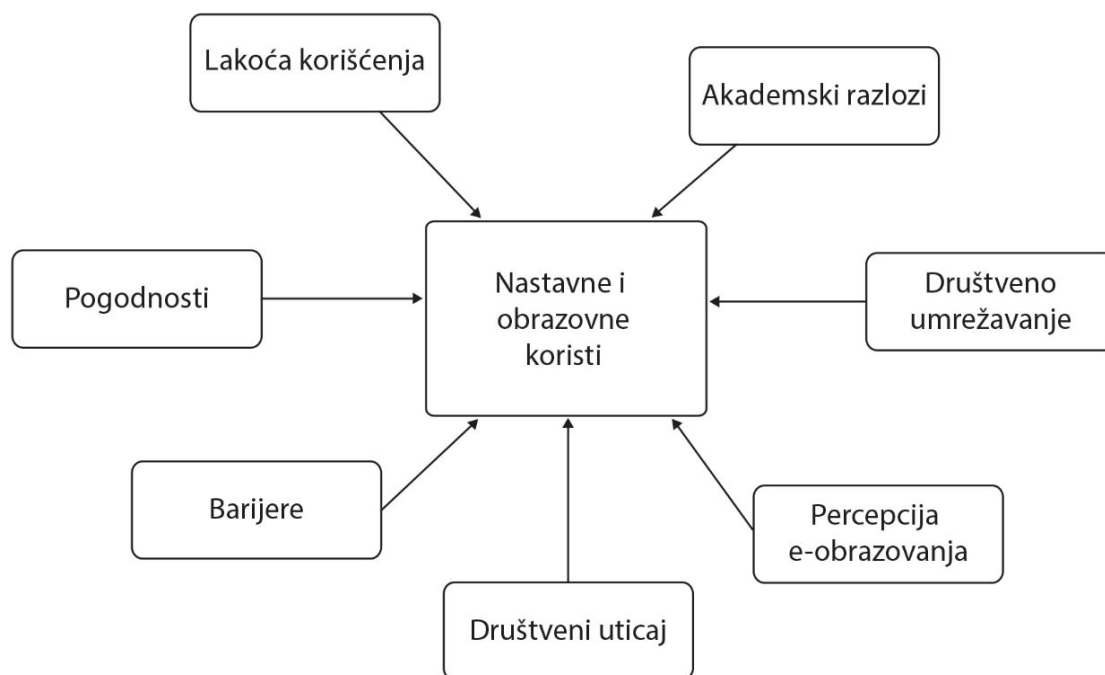 Lakoća korišćenja
Akademski razlozi
Pogodnosti
Nastavne i
obrazovne
koristi
Društveno
umrežavanje
Barijere
Percepcija
e-obrazovanja
Društveni uticaj